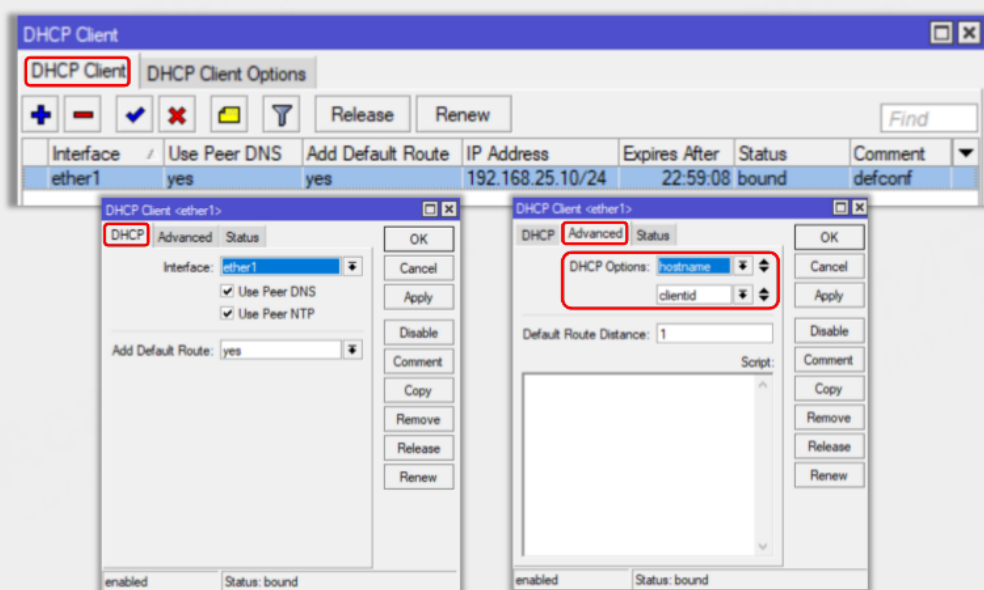 DHCP Client
DHCP Client DHCP Client Options
Release Renew Find
Interface Use Peer DNS Add Default Route IP Address Expires After Status Comment
ether1 yes yes 192.168.25.10/24 22:59:08 bound defconf
DHCP Client <ether1>
DHCP Advanced Status
OK
Interface: ether1
Cancel
Use Peer DNS
Apply
Use Peer NTP
Disable
Add Default Route: yes
Comment
Copy
Remove
Release
Renew
enabled Status: bound
DHCP Client <ether1>
DHCP Advanced Status
OK
DHCP Options: hostname
Cancel
clientid
Apply
Default Route Distance: 1
Disable
Script:
Comment
Copy
Remove
Release
Renew
enabled Status: bound